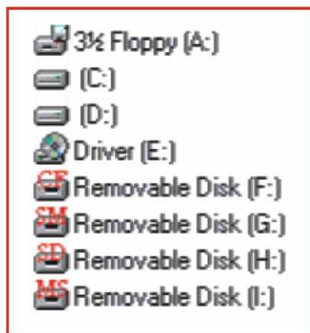 3½ Floppy (A:)
(C:)
(D:)
Driver (E:)
CF Removable Disk (F:)
SM Removable Disk (G:)
SD Removable Disk (H:)
MS Removable Disk (I:)